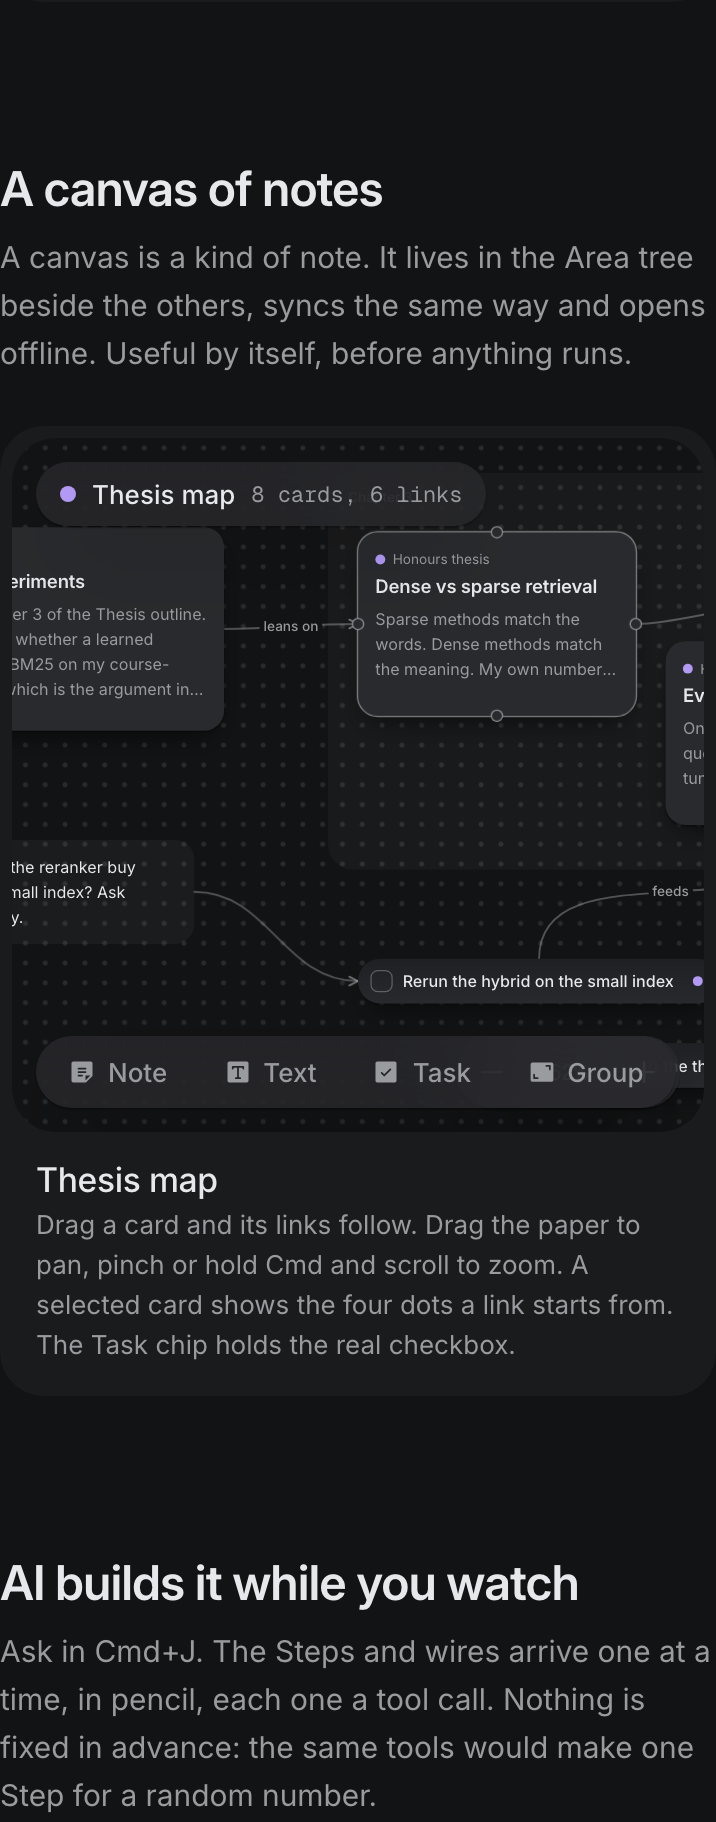 A canvas of notes
A canvas is a kind of note. It lives in the Area tree
beside the others, syncs the same way and opens
offline. Useful by itself, before anything runs.
Thesis map 8 cards, 6 links
eriments
er 3 of the Thesis outline.
whether a learned
BM25 on my course-
which is the argument in...
leans on
Honours thesis
Dense vs sparse retrieval
Sparse methods match the
words. Dense methods match
the meaning. My own number...
Ev
On
que
tun
the reranker buy
mall index? Ask
y.
feeds
Rerun the hybrid on the small index
Note Text Task Group
me th
Thesis map
Drag a card and its links follow. Drag the paper to
pan, pinch or hold Cmd and scroll to zoom. A
selected card shows the four dots a link starts from.
The Task chip holds the real checkbox.
AI builds it while you watch
Ask in Cmd+J. The Steps and wires arrive one at a
time, in pencil, each one a tool call. Nothing is
fixed in advance: the same tools would make one
Step for a random number.